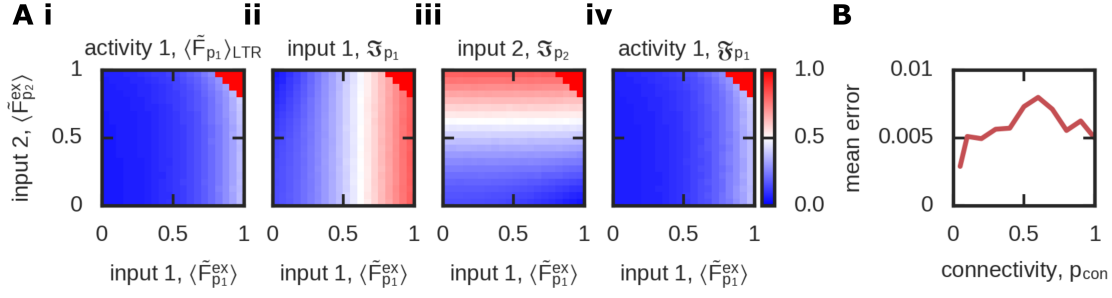 A i ii iii iv B
activity 1, ⟨F̃p₁⟩LTR input 1, ℑp₁ input 2, ℑp₂ activity 1, 𝔉p₁
input 2, ⟨F̃p₂ᵉˣ⟩
1
0.5
0
0 0.5 1 0 0.5 1 0 0.5 1 0 0.5 1
input 1, ⟨F̃p₁ᵉˣ⟩ input 1, ⟨F̃p₁ᵉˣ⟩ input 1, ⟨F̃p₁ᵉˣ⟩ input 1, ⟨F̃p₁ᵉˣ⟩
1.0
0.5
0.0
mean error
0.01
0.005
0
0 0.5 1
connectivity, pcon